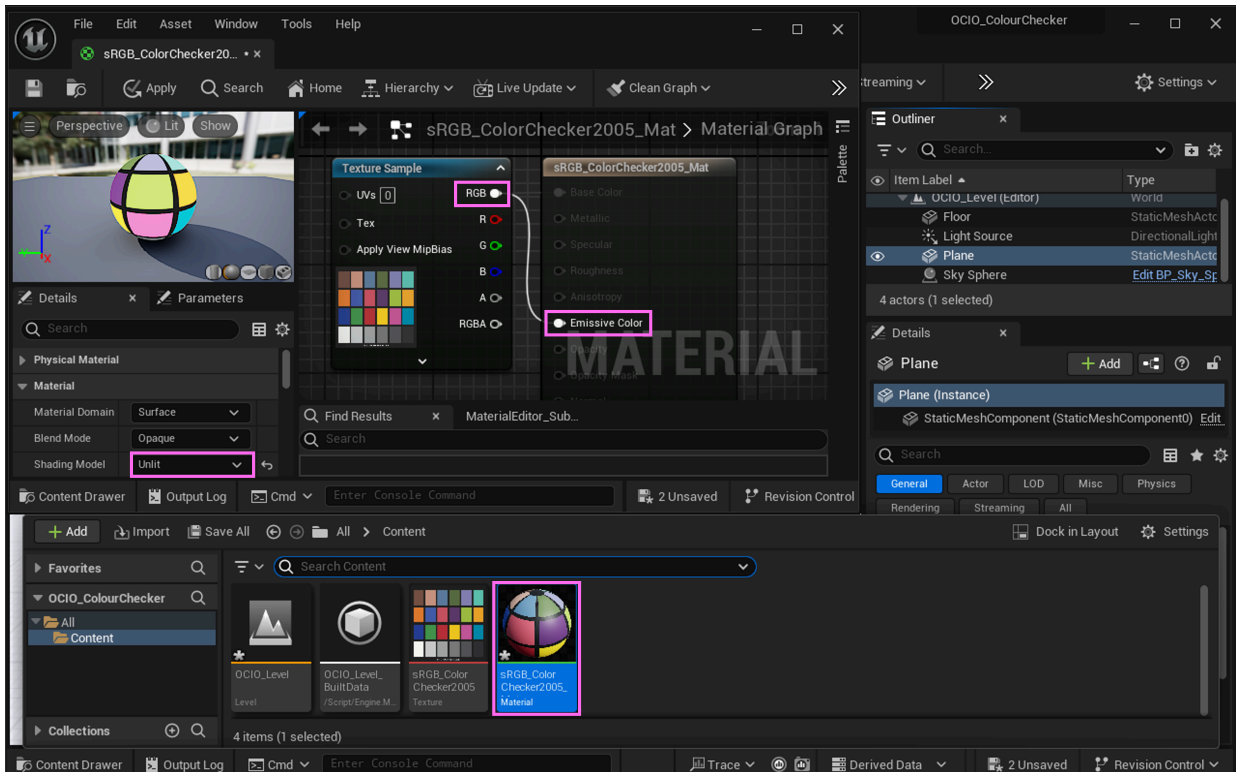 File Edit Asset Window Tools Help
OCIO_ColourChecker
sRGB_ColorChecker20... •
Apply Search Home Hierarchy Live Update Clean Graph
Streaming Settings
Perspective Lit Show
sRGB_ColorChecker2005_Mat > Material Graph
Palette
Texture Sample
UVs 0 RGB
R
Tex
G
Apply View MipBias
B
A
RGBA
sRGB_ColorChecker2005_Mat
Base Color
Metallic
Specular
Roughness
Anisotropy
Emissive Color
Opacity
Opacity Mask
Normal
MATERIAL
Z
Y
X
Details Parameters
Search
Physical Material
Material
Material Domain Surface
Blend Mode Opaque
Shading Model Unlit
Find Results MaterialEditor_Sub...
Search
Content Drawer Output Log Cmd Enter Console Command 2 Unsaved Revision Control
Outliner
Search...
Item Label Type
OCIO_Level (Editor) World
Floor StaticMeshActo
Light Source DirectionalLight
Plane StaticMeshActo
Sky Sphere Edit BP_Sky_Sp
4 actors (1 selected)
Details
Plane Add
Plane (Instance)
StaticMeshComponent (StaticMeshComponent0) Edit
Search
General Actor LOD Misc Physics
Rendering Streaming All
Add Import Save All All > Content Dock in Layout Settings
Favorites
Search Content
OCIO_ColourChecker
All
Content
OCIO_Level
Level
OCIO_Level_
BuiltData
/Script/Engine.M...
sRGB_Color
Checker2005
Texture
sRGB_Color
Checker2005_
Material
Collections
4 items (1 selected)
Content Drawer Output Log Cmd Enter Console Command Trace Derived Data 2 Unsaved Revision Control